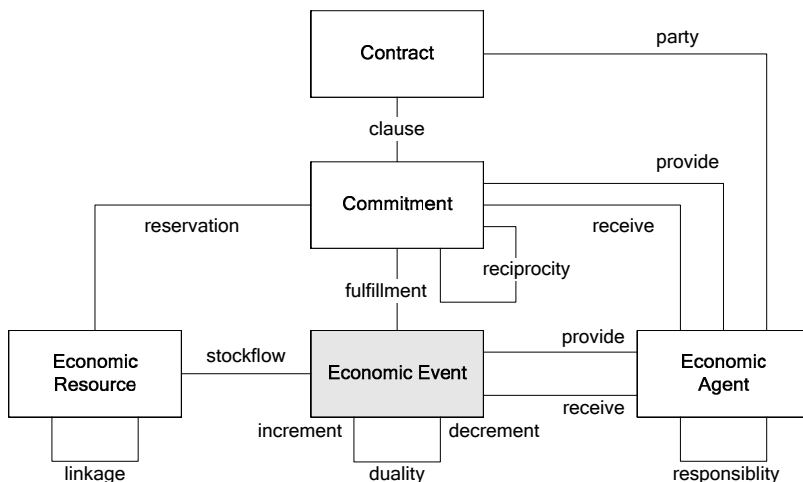 Contract
party
clause
provide
Commitment
reservation
receive
reciprocity
fulfillment
provide
Economic
Resource
stockflow
Economic Event
Economic
Agent
receive
increment
decrement
linkage
duality
responsiblity